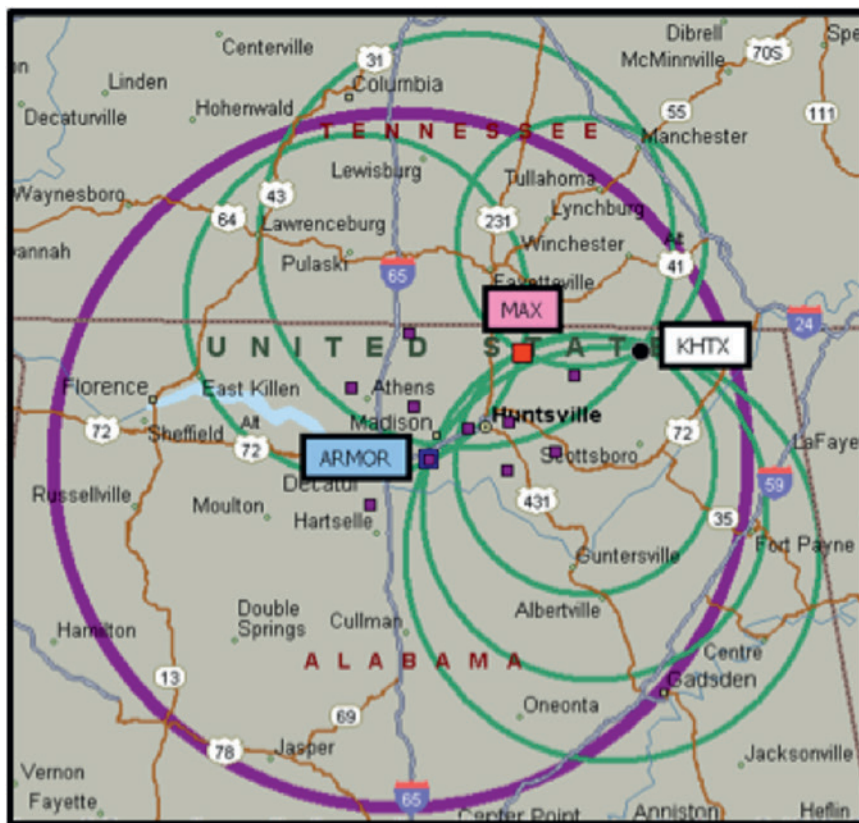 Centerville
Dibrell
McMinnville
70S
Spe
31
Linden
Columbia
Decaturville
Hohenwald
55
111
TENNESSEE
Manchester
Lewisburg
Tullahoma
Waynesboro
43
64
231
Lynchburg
Lawrenceburg
Winchester
vannah
Pulaski
65
41
Fayetteville
MAX
24
UNITED STATE
KHTX
Florence
East Killen
Athens
Huntsville
Madison
72
Sheffield
Alt
72
ARMOR
72
Scottsboro
LaFaye
Decatur
59
Russellville
Moulton
Hartselle
431
35
Fort Payne
Guntersville
Double
Springs
Cullman
Albertville
Hamilton
Centre
ALABAMA
13
Gadsden
69
Oneonta
78
Jasper
Jacksonville
Vernon
Fayette
65
Center Point
Anniston
Heflin